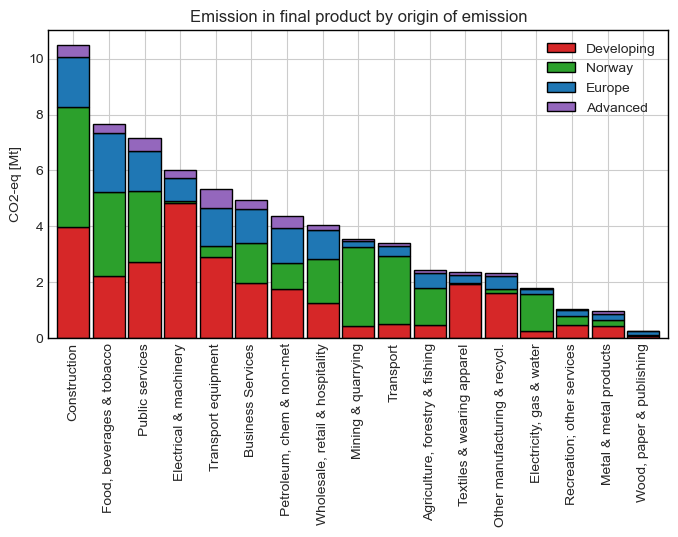 Emission in final product by origin of emission
CO2-eq [Mt]
10
8
6
4
2
0
Developing
Norway
Europe
Advanced
Construction
Food, beverages & tobacco
Public services
Electrical & machinery
Transport equipment
Business Services
Petroleum, chem & non-met
Wholesale, retail & hospitality
Mining & quarrying
Transport
Agriculture, forestry & fishing
Textiles & wearing apparel
Other manufacturing & recycl.
Electricity, gas & water
Recreation; other services
Metal & metal products
Wood, paper & publishing